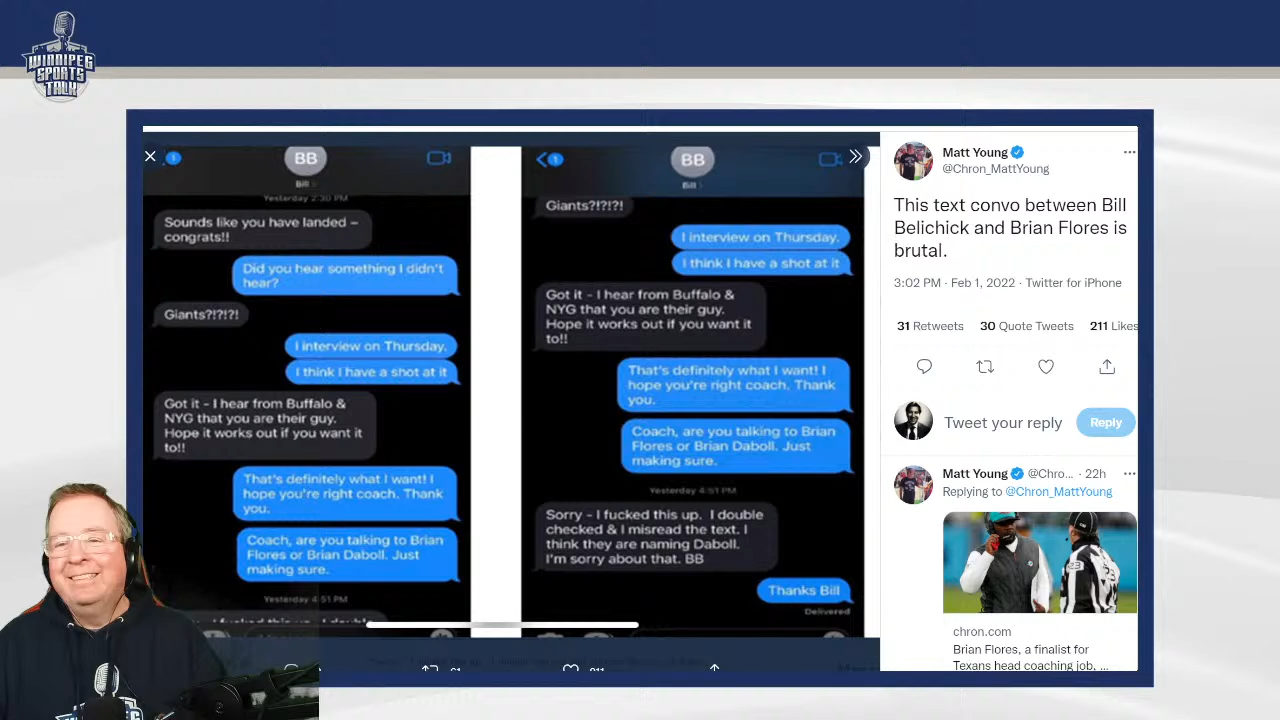 WINNIPEG
SPORTS
TALK
1
BB
Bill
Yesterday 2:30 PM
Sounds like you have landed –
congrats!!
Did you hear something I didn't
hear?
Giants?!?!?!
I interview on Thursday.
I think I have a shot at it
Got it - I hear from Buffalo &
NYG that you are their guy.
Hope it works out if you want it
to!!
That's definitely what I want! I
hope you're right coach. Thank
you.
Coach, are you talking to Brian
Flores or Brian Daboll. Just
making sure.
Yesterday 4:51 PM
1
BB
Bill
Giants?!?!?!
I interview on Thursday.
I think I have a shot at it
Got it - I hear from Buffalo &
NYG that you are their guy.
Hope it works out if you want it
to!!
That's definitely what I want! I
hope you're right coach. Thank
you.
Coach, are you talking to Brian
Flores or Brian Daboll. Just
making sure.
Yesterday 4:51 PM
Sorry - I fucked this up. I double
checked & I misread the text. I
think they are naming Daboll.
I'm sorry about that. BB
Thanks Bill
Delivered
Matt Young
@Chron_MattYoung
This text convo between Bill
Belichick and Brian Flores is
brutal.
3:02 PM · Feb 1, 2022 · Twitter for iPhone
31 Retweets 30 Quote Tweets 211 Likes
Tweet your reply
Reply
Matt Young @Chro... · 22h
Replying to @Chron_MattYoung
23
chron.com
Brian Flores, a finalist for
Texans head coaching job, ...